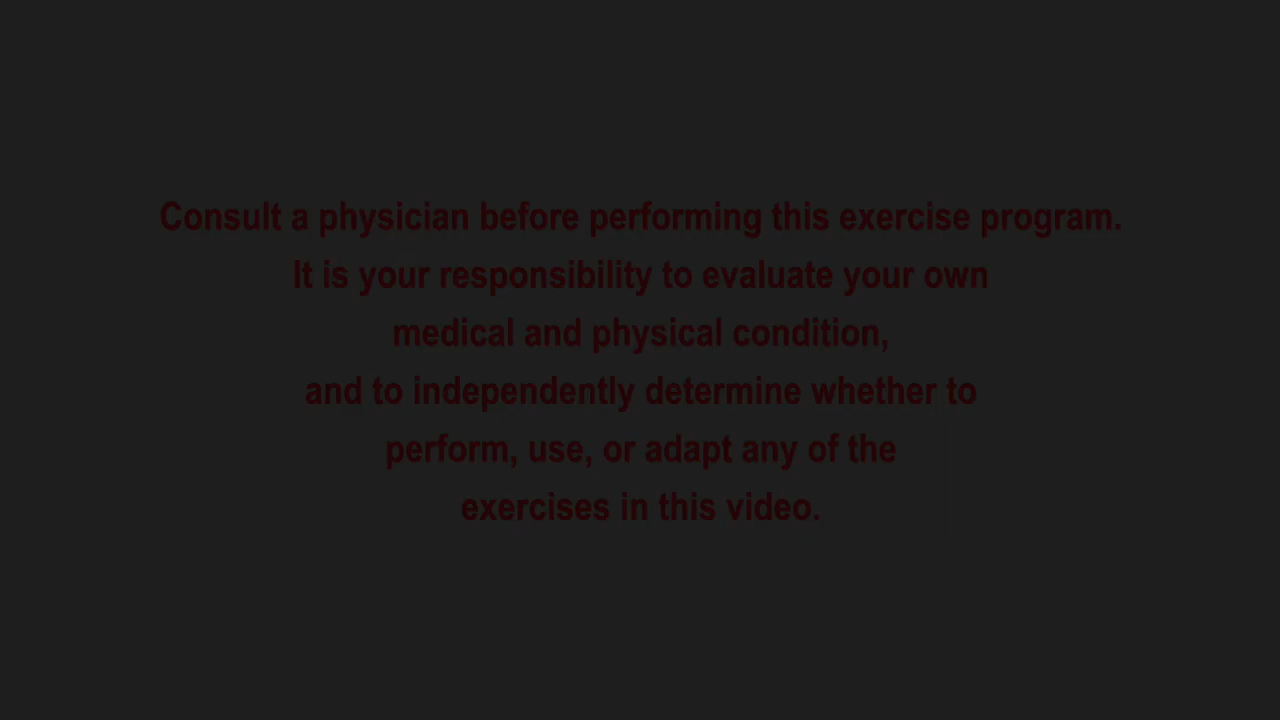 Consult a physician before performing this exercise program.
It is your responsibility to evaluate your own
medical and physical condition,
and to independently determine whether to
perform, use, or adapt any of the
exercises in this video.